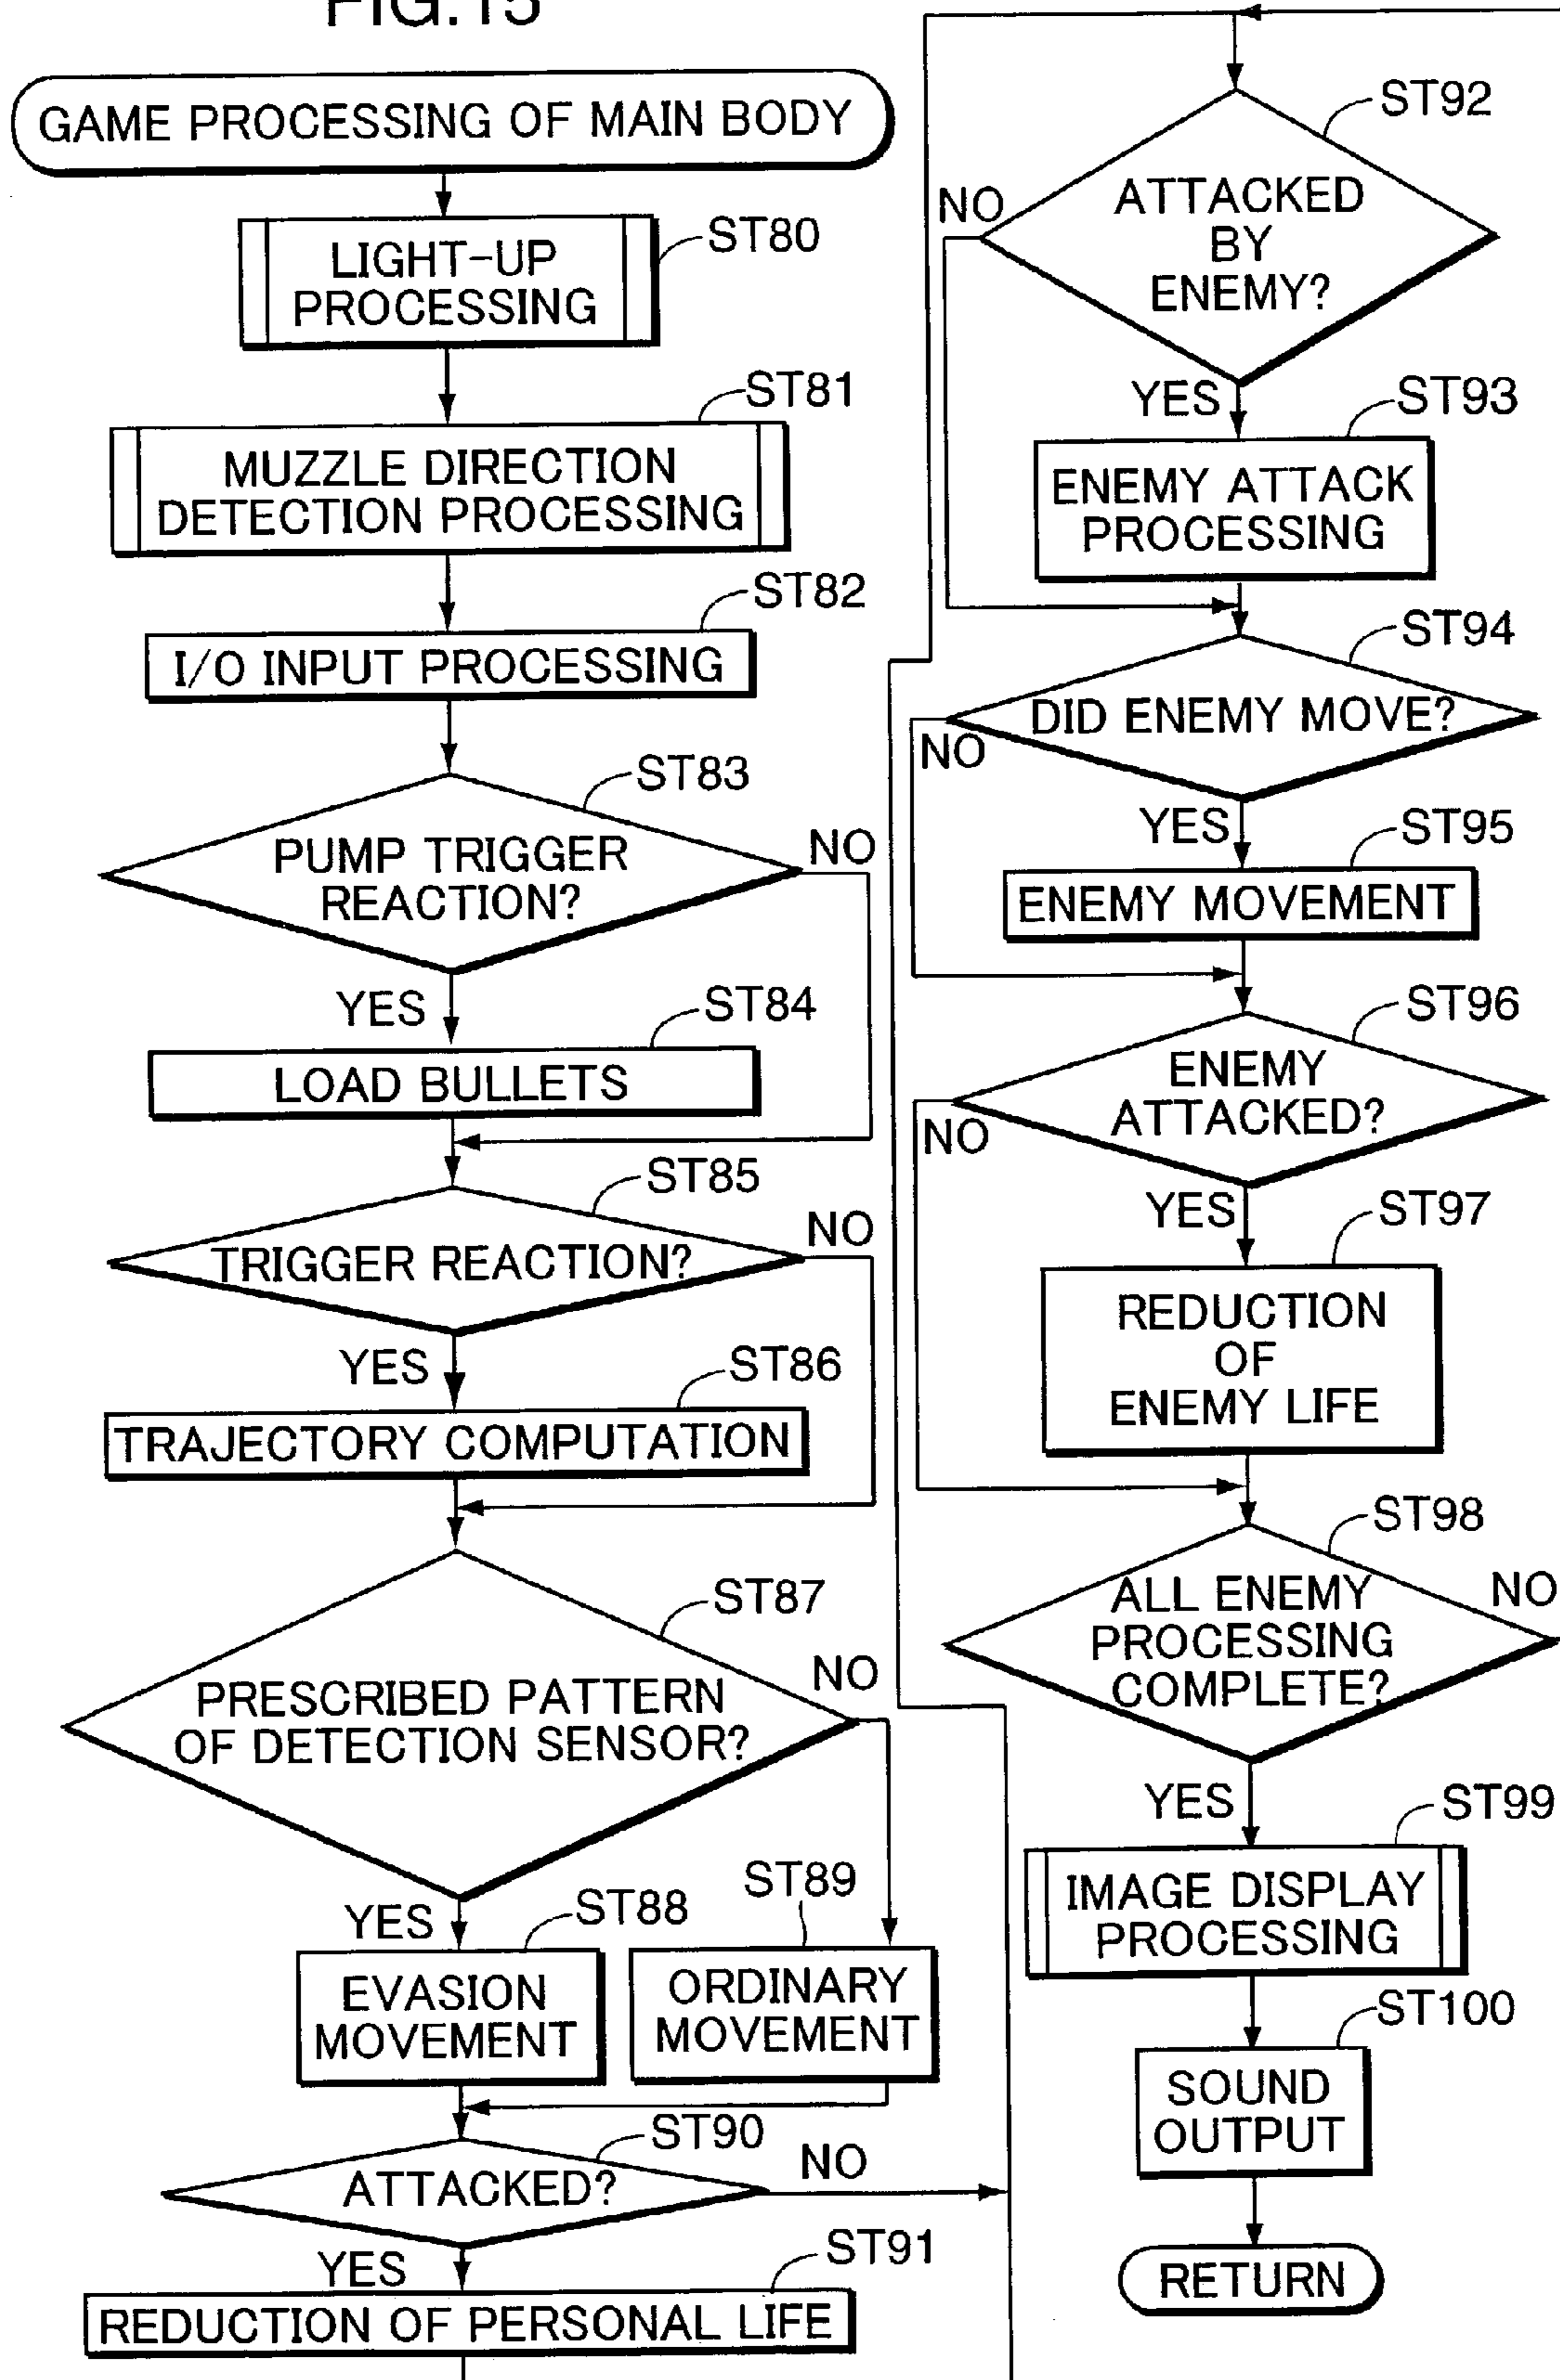 FIG.15
GAME PROCESSING OF MAIN BODY
ST80
LIGHT-UP
PROCESSING
ST81
MUZZLE DIRECTION
DETECTION PROCESSING
ST82
I/O INPUT PROCESSING
ST83
PUMP TRIGGER
REACTION?
NO
YES
ST84
LOAD BULLETS
ST85
TRIGGER REACTION?
NO
YES
ST86
TRAJECTORY COMPUTATION
ST87
PRESCRIBED PATTERN
OF DETECTION SENSOR?
NO
YES
ST88
EVASION
MOVEMENT
ST89
ORDINARY
MOVEMENT
ST90
ATTACKED?
NO
YES
ST91
REDUCTION OF PERSONAL LIFE
ST92
ATTACKED
BY
ENEMY?
NO
YES
ST93
ENEMY ATTACK
PROCESSING
ST94
DID ENEMY MOVE?
NO
YES
ST95
ENEMY MOVEMENT
ST96
ENEMY
ATTACKED?
NO
YES
ST97
REDUCTION
OF
ENEMY LIFE
ST98
ALL ENEMY
PROCESSING
COMPLETE?
NO
YES
ST99
IMAGE DISPLAY
PROCESSING
ST100
SOUND
OUTPUT
RETURN